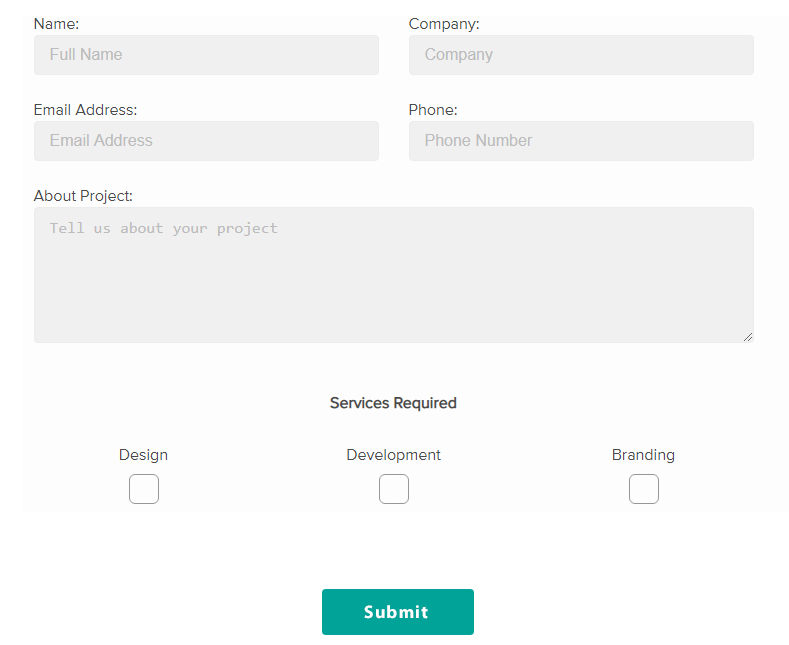 Name: Company:
Full Name Company
Email Address: Phone:
Email Address Phone Number
About Project:
Tell us about your project
Services Required
Design Development Branding
Submit